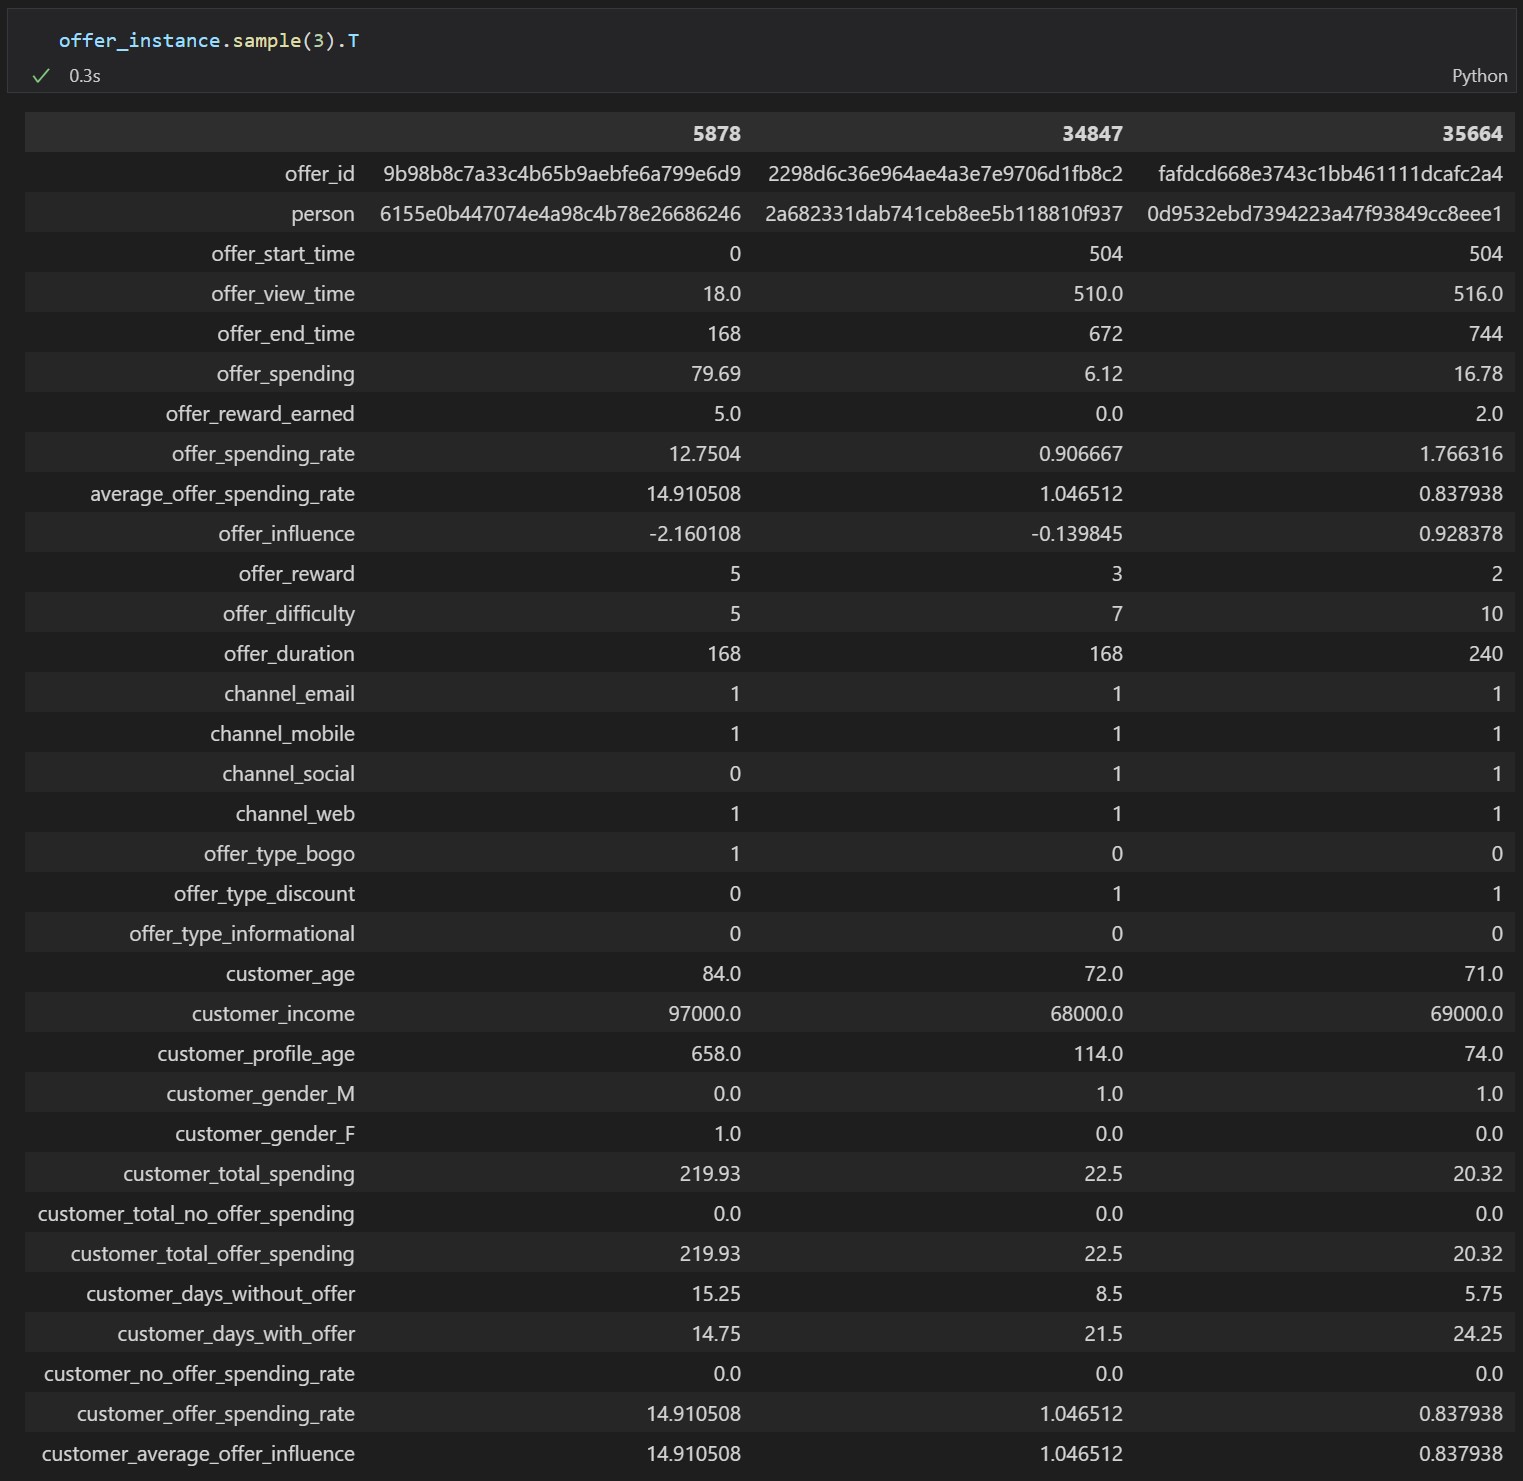 offer_instance.sample(3).T
0.3s Python
5878 34847 35664
offer_id 9b98b8c7a33c4b65b9aebfe6a799e6d9 2298d6c36e964ae4a3e7e9706d1fb8c2 fafdcd668e3743c1bb461111dcafc2a4
person 6155e0b447074e4a98c4b78e26686246 2a682331dab741ceb8ee5b118810f937 0d9532ebd7394223a47f93849cc8eee1
offer_start_time 0 504 504
offer_view_time 18.0 510.0 516.0
offer_end_time 168 672 744
offer_spending 79.69 6.12 16.78
offer_reward_earned 5.0 0.0 2.0
offer_spending_rate 12.7504 0.906667 1.766316
average_offer_spending_rate 14.910508 1.046512 0.837938
offer_influence -2.160108 -0.139845 0.928378
offer_reward 5 3 2
offer_difficulty 5 7 10
offer_duration 168 168 240
channel_email 1 1 1
channel_mobile 1 1 1
channel_social 0 1 1
channel_web 1 1 1
offer_type_bogo 1 0 0
offer_type_discount 0 1 1
offer_type_informational 0 0 0
customer_age 84.0 72.0 71.0
customer_income 97000.0 68000.0 69000.0
customer_profile_age 658.0 114.0 74.0
customer_gender_M 0.0 1.0 1.0
customer_gender_F 1.0 0.0 0.0
customer_total_spending 219.93 22.5 20.32
customer_total_no_offer_spending 0.0 0.0 0.0
customer_total_offer_spending 219.93 22.5 20.32
customer_days_without_offer 15.25 8.5 5.75
customer_days_with_offer 14.75 21.5 24.25
customer_no_offer_spending_rate 0.0 0.0 0.0
customer_offer_spending_rate 14.910508 1.046512 0.837938
customer_average_offer_influence 14.910508 1.046512 0.837938